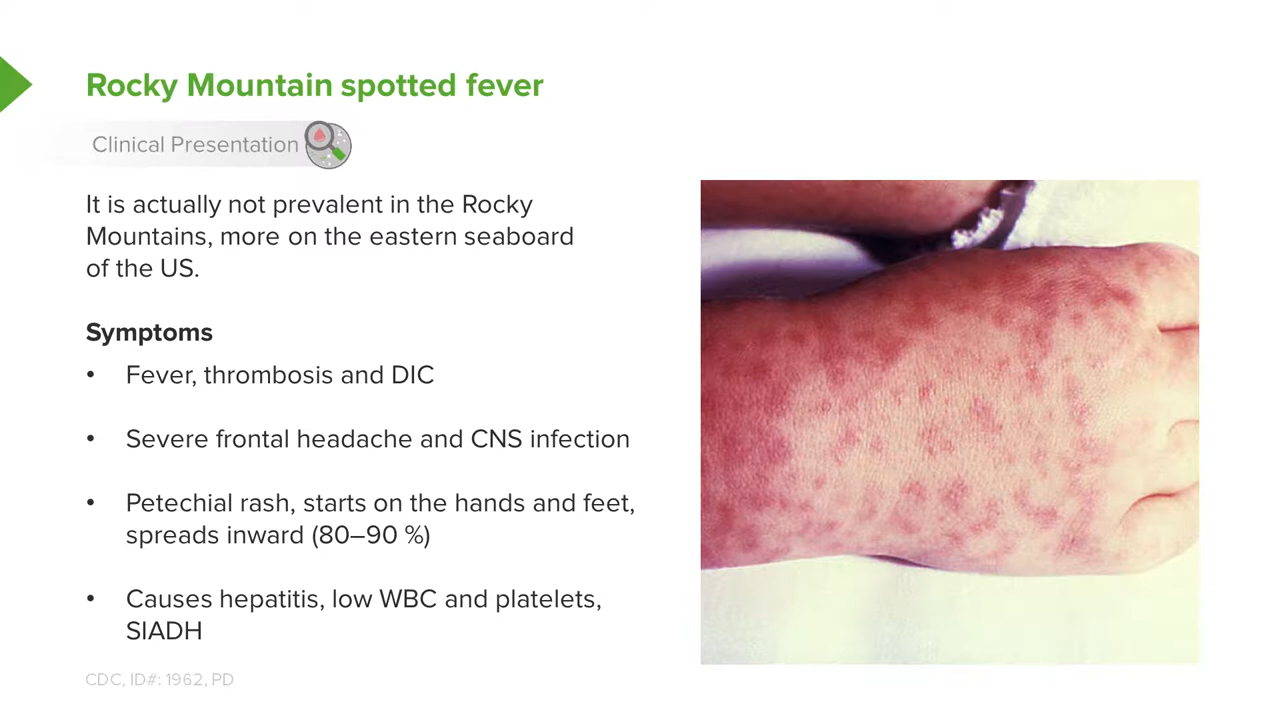 Rocky Mountain spotted fever
Clinical Presentation
It is actually not prevalent in the Rocky
Mountains, more on the eastern seaboard
of the US.
Symptoms
• Fever, thrombosis and DIC
• Severe frontal headache and CNS infection
• Petechial rash, starts on the hands and feet,
spreads inward (80–90 %)
• Causes hepatitis, low WBC and platelets,
SIADH
CDC, ID#: 1962, PD